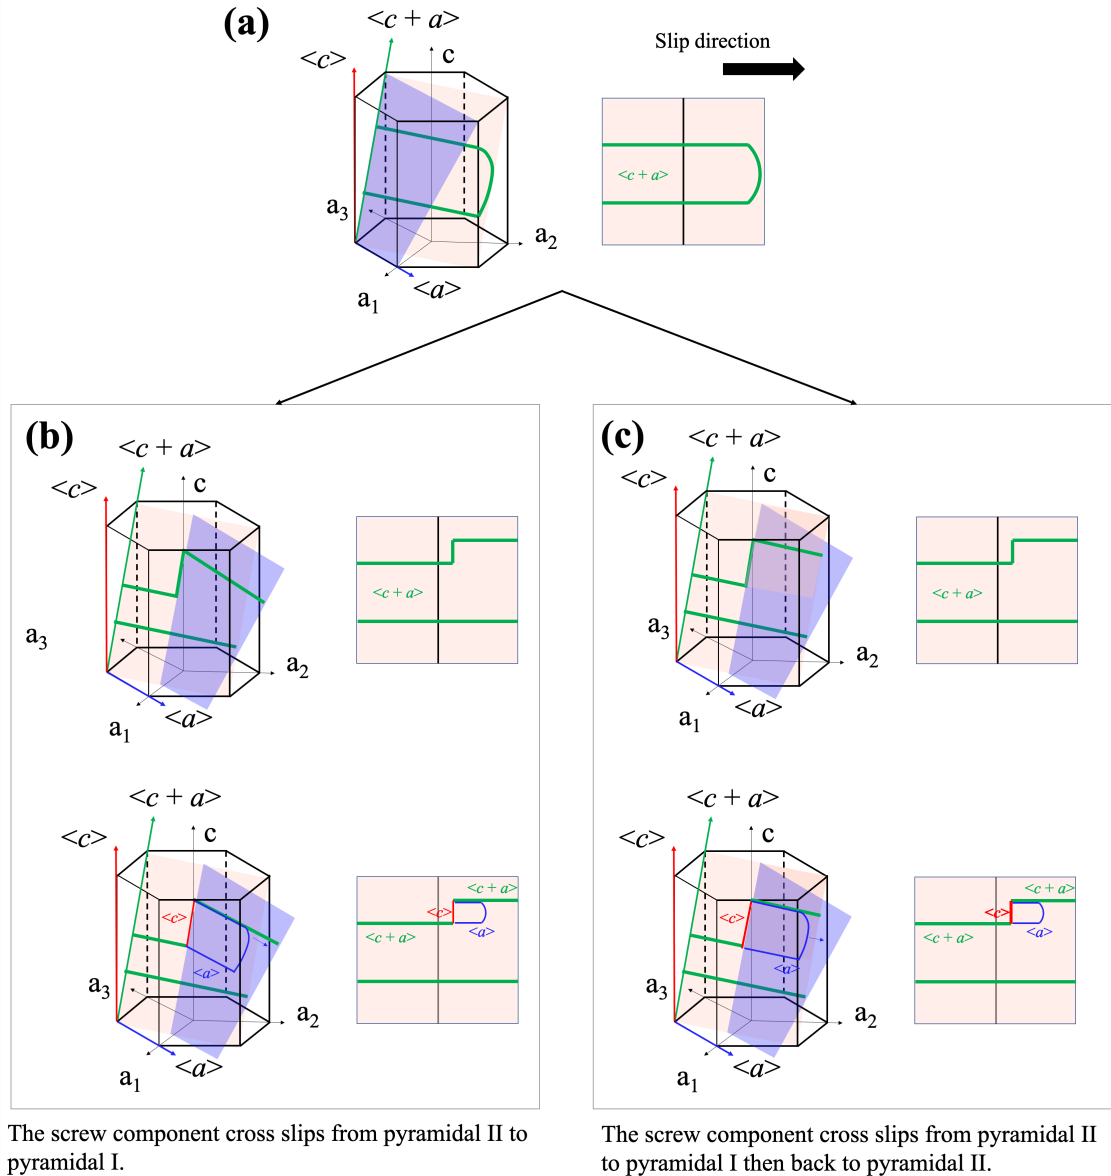 (a)
<c + a>
<c>
c
Slip direction
<c + a>
a3
a2
a1
<a>
(b)
<c + a>
<c>
c
<c + a>
a3
a2
a1
<a>
<c + a>
<c>
c
<c>
<a>
a3
a2
a1
<a>
<c + a>
<c>
<c + a>
<a>
The screw component cross slips from pyramidal II to
pyramidal I.
(c)
<c + a>
<c>
c
<c + a>
a3
a2
a1
<a>
<c + a>
<c>
c
<c>
<a>
a3
a2
a1
<a>
<c + a>
<c>
<c + a>
<a>
The screw component cross slips from pyramidal II
to pyramidal I then back to pyramidal II.